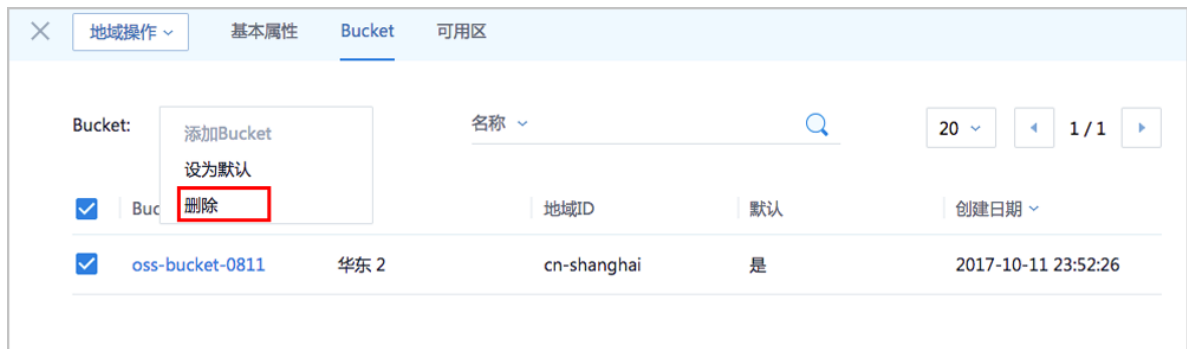 地域操作 基本属性 Bucket 可用区
Bucket: 名称 20 1 / 1
添加Bucket
设为默认
删除
Buc 地域ID 默认 创建日期
oss-bucket-0811 华东 2 cn-shanghai 是 2017-10-11 23:52:26